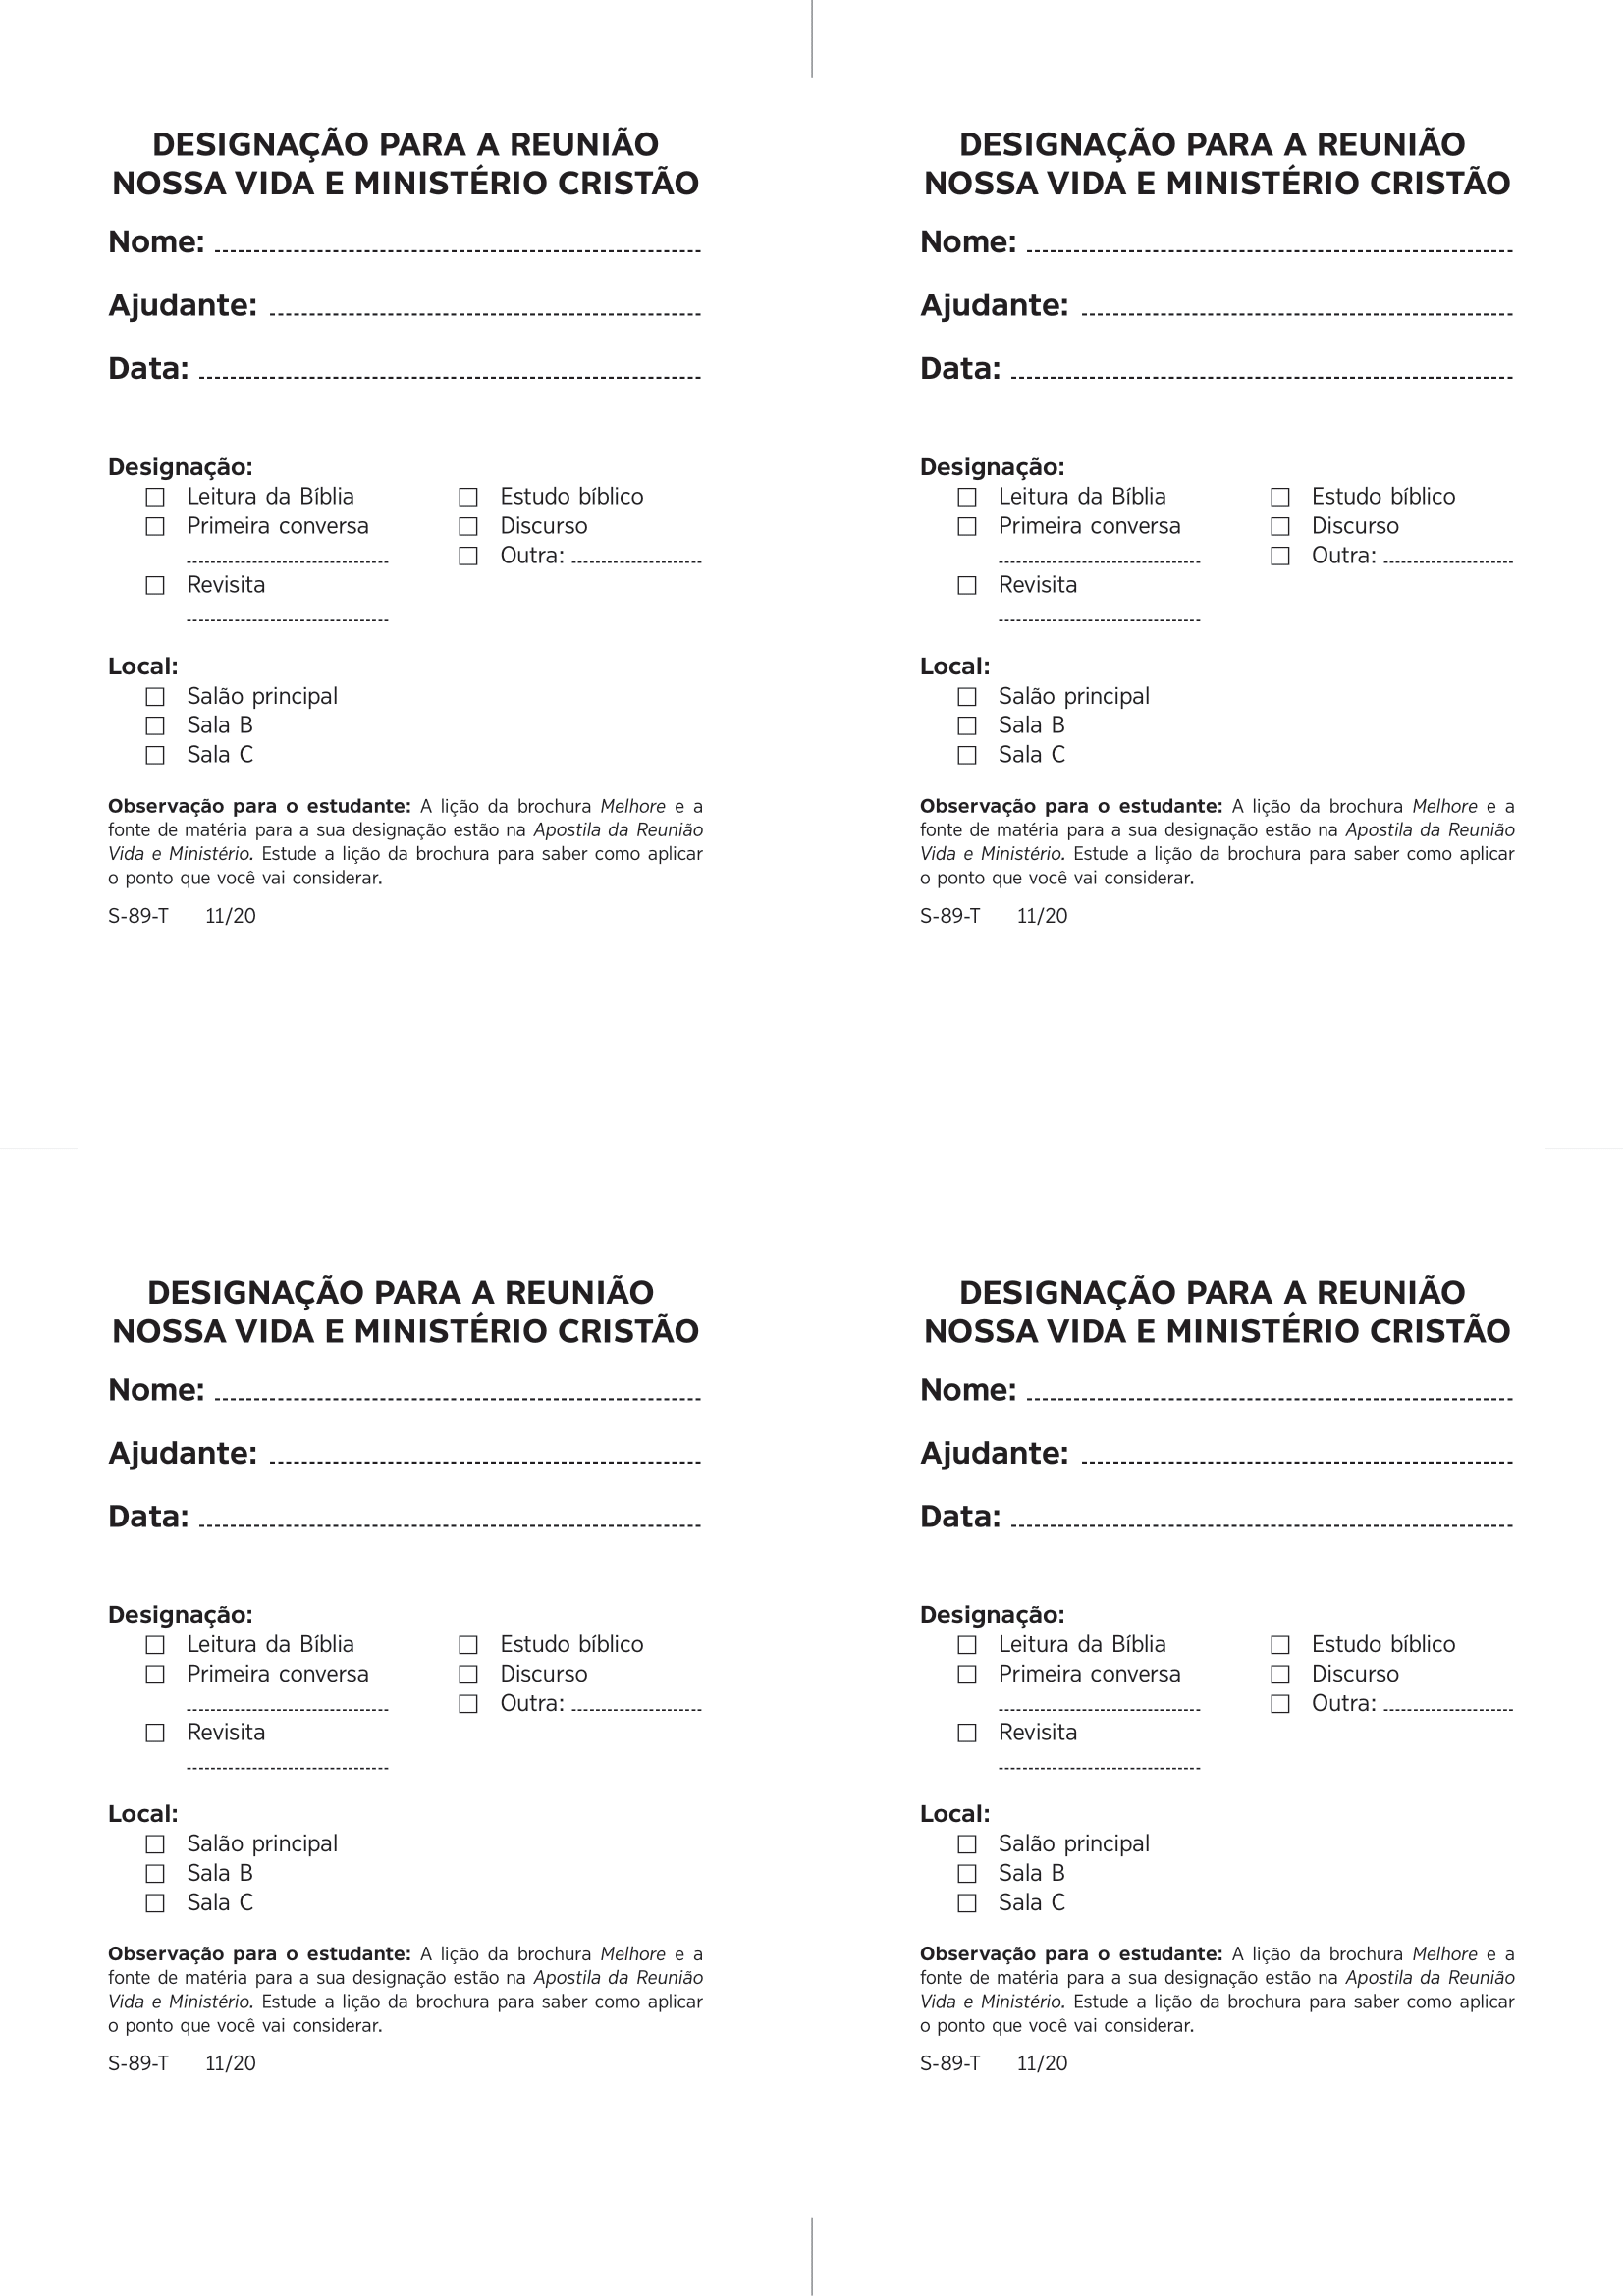 DESIGNAÇÃO PARA A REUNIÃO
NOSSA VIDA E MINISTÉRIO CRISTÃO
Nome:
Ajudante:
Data:
Designação:
Leitura da Bíblia
Primeira conversa
Revisita
Estudo bíblico
Discurso
Outra:
Local:
Salão principal
Sala B
Sala C
Observação para o estudante: A lição da brochura Melhore e a
fonte de matéria para a sua designação estão na Apostila da Reunião
Vida e Ministério. Estude a lição da brochura para saber como aplicar
o ponto que você vai considerar.
S-89-T 11/20
DESIGNAÇÃO PARA A REUNIÃO
NOSSA VIDA E MINISTÉRIO CRISTÃO
Nome:
Ajudante:
Data:
Designação:
Leitura da Bíblia
Primeira conversa
Revisita
Estudo bíblico
Discurso
Outra:
Local:
Salão principal
Sala B
Sala C
Observação para o estudante: A lição da brochura Melhore e a
fonte de matéria para a sua designação estão na Apostila da Reunião
Vida e Ministério. Estude a lição da brochura para saber como aplicar
o ponto que você vai considerar.
S-89-T 11/20
DESIGNAÇÃO PARA A REUNIÃO
NOSSA VIDA E MINISTÉRIO CRISTÃO
Nome:
Ajudante:
Data:
Designação:
Leitura da Bíblia
Primeira conversa
Revisita
Estudo bíblico
Discurso
Outra:
Local:
Salão principal
Sala B
Sala C
Observação para o estudante: A lição da brochura Melhore e a
fonte de matéria para a sua designação estão na Apostila da Reunião
Vida e Ministério. Estude a lição da brochura para saber como aplicar
o ponto que você vai considerar.
S-89-T 11/20
DESIGNAÇÃO PARA A REUNIÃO
NOSSA VIDA E MINISTÉRIO CRISTÃO
Nome:
Ajudante:
Data:
Designação:
Leitura da Bíblia
Primeira conversa
Revisita
Estudo bíblico
Discurso
Outra:
Local:
Salão principal
Sala B
Sala C
Observação para o estudante: A lição da brochura Melhore e a
fonte de matéria para a sua designação estão na Apostila da Reunião
Vida e Ministério. Estude a lição da brochura para saber como aplicar
o ponto que você vai considerar.
S-89-T 11/20